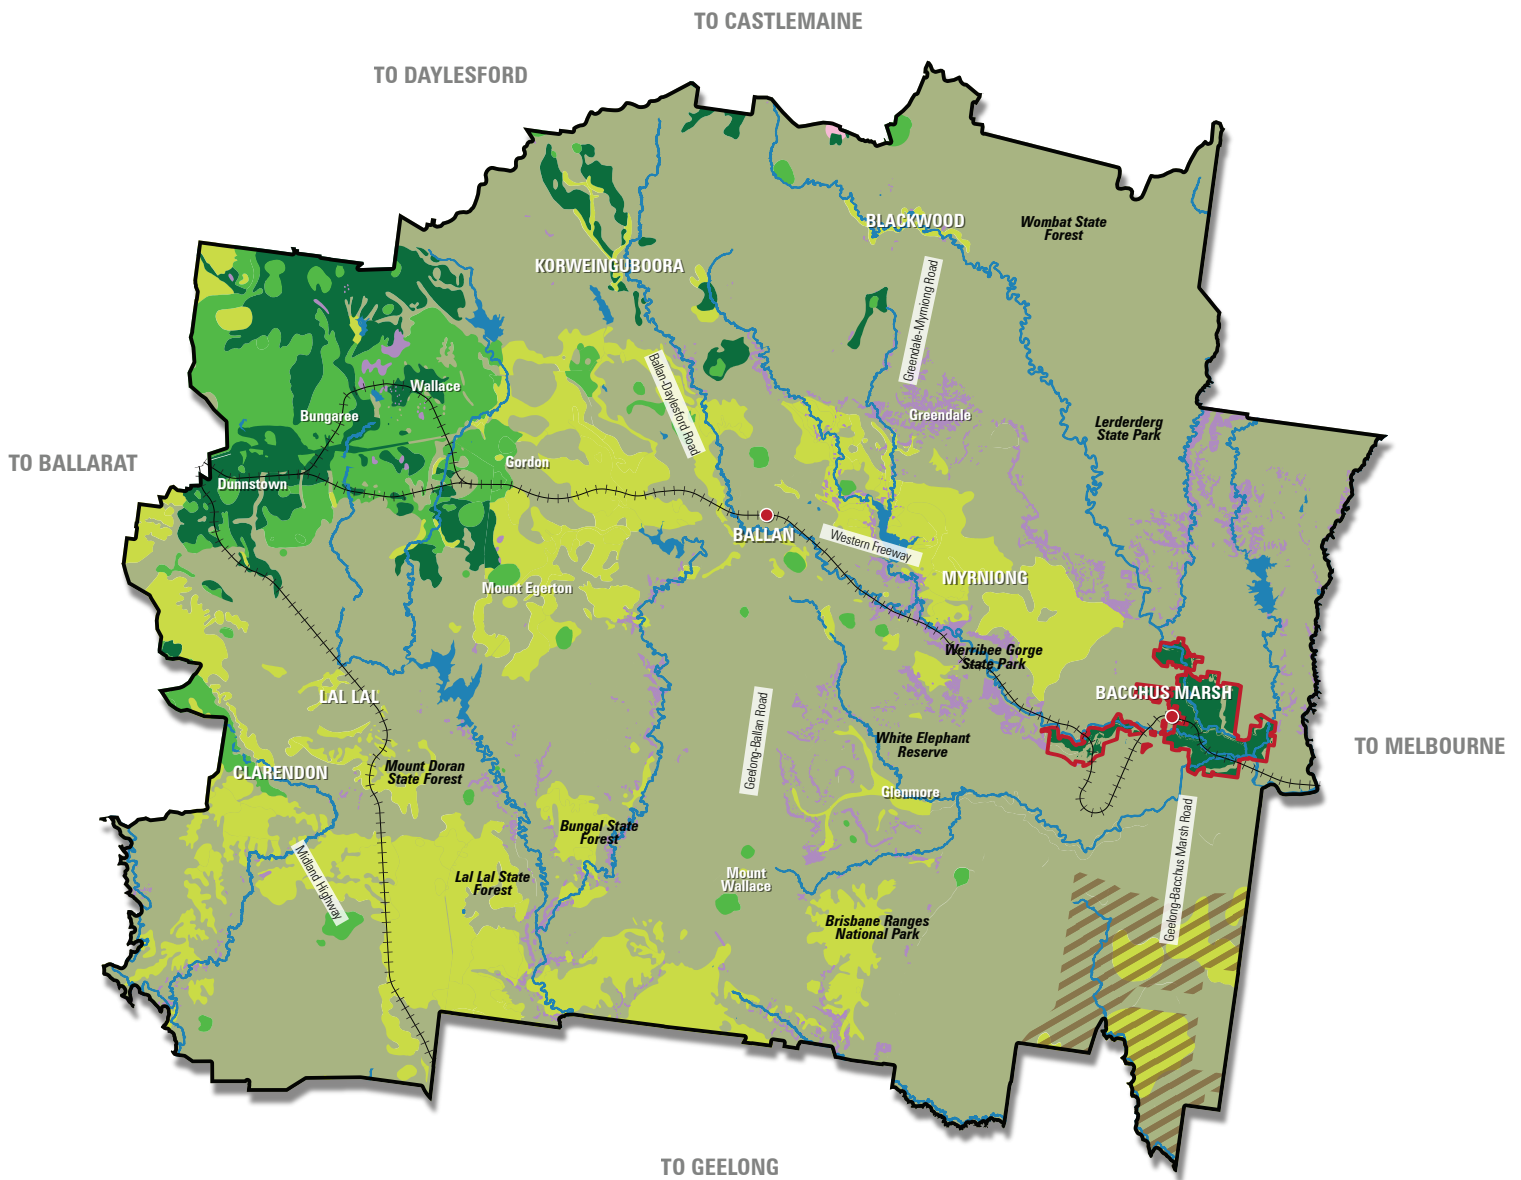 TO CASTLEMAINE
TO DAYLESFORD
BLACKWOOD
Wombat State
Forest
KORWEINGUBOORA
Greendale-Myrniong Road
Ballan-Daylesford Road
Wallace
Bungaree
Greendale
Lerderderg
State Park
TO BALLARAT
Gordon
Dunnstown
BALLAN
Western Freeway
MYRNIONG
Mount Egerton
Werribee Gorge
State Park
LAL LAL
BACCHUS MARSH
Geelong-Ballan Road
White Elephant
Reserve
TO MELBOURNE
CLARENDON
Mount Doran
State Forest
Glenmore
Bungal State
Forest
Geelong-Bacchus Marsh Road
Midland Highway
Lal Lal State
Forest
Mount
Wallace
Brisbane Ranges
National Park
TO GEELONG